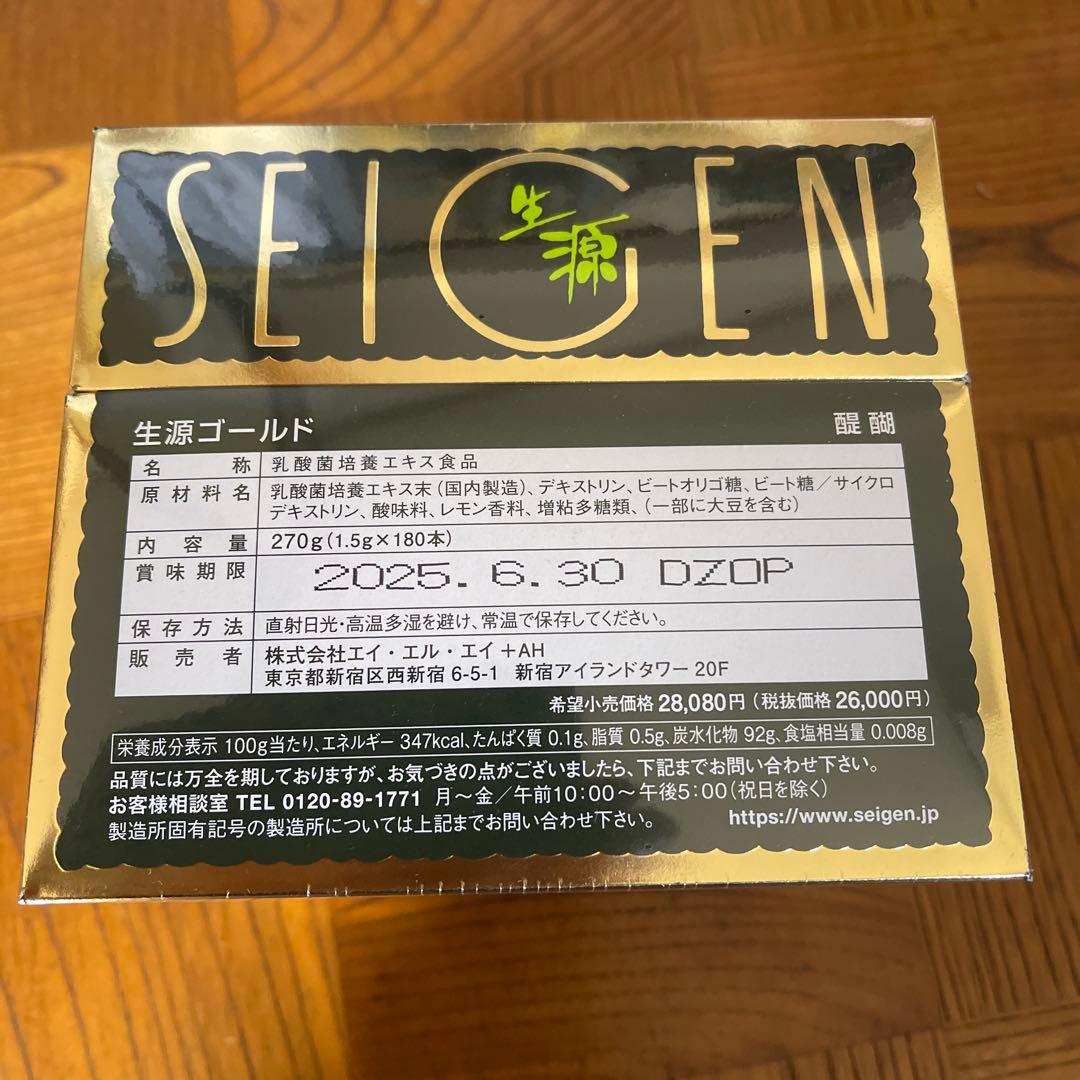 SEIGEN
生源
生源ゴールド 醍醐
名称 乳酸菌培養エキス食品
原材料名 乳酸菌培養エキス末(国内製造)、デキストリン、ビートオリゴ糖、ビート糖/サイクロ
デキストリン、酸味料、レモン香料、増粘多糖類、(一部に大豆を含む)
内容量 270g(1.5g×180本)
賞味期限 2025. 6. 30 DZOP
保存方法 直射日光・高温多湿を避け、常温で保存してください。
販売者 株式会社エイ・エル・エイ+AH
東京都新宿区西新宿 6-5-1 新宿アイランドタワー 20F
希望小売価格 28,080円(税抜価格 26,000円)
栄養成分表示 100g当たり、エネルギー 347kcal、たんぱく質 0.1g、脂質 0.5g、炭水化物 92g、食塩相当量 0.008g
品質には万全を期しておりますが、お気づきの点がございましたら、下記までお問い合わせ下さい。
お客様相談室 TEL 0120-89-1771 月~金/午前10:00~午後5:00(祝日を除く)
製造所固有記号の製造所については上記までお問い合わせ下さい。 https://www.seigen.jp